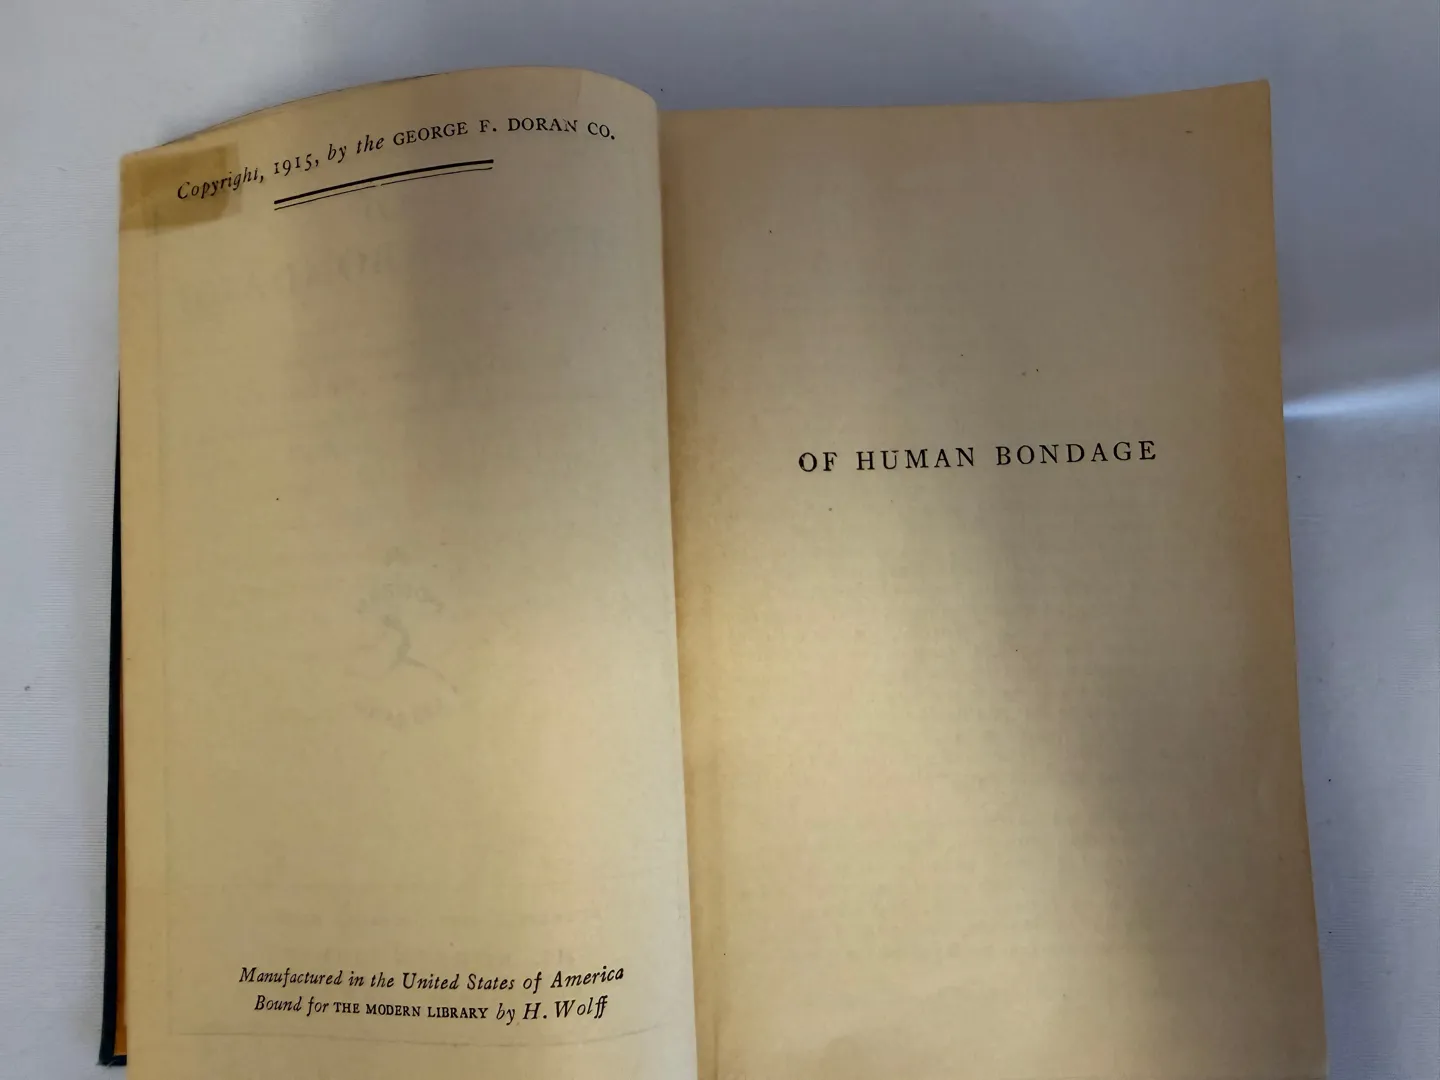 Copyright, 1915, by the GEORGE F. DORAN CO.
Manufactured in the United States of America
Bound for THE MODERN LIBRARY by H. Wolff
OF HUMAN BONDAGE